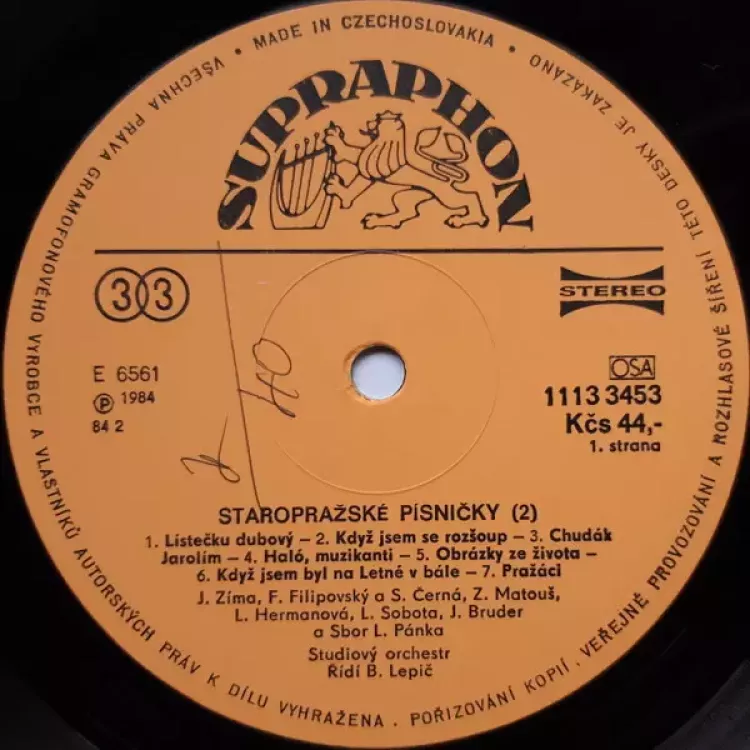 • MADE IN CZECHOSLOVAKIA •
SUPRAPHON
33
STEREO
E 6561
Ⓟ 1984
84 2
OSA
1113 3453
Kčs 44,-
1. strana
STAROPRAŽSKÉ PÍSNIČKY (2)
1. Lístečku dubový – 2. Když jsem se rozšoup – 3. Chudák
Jarolím – 4. Haló, muzikanti – 5. Obrázky ze života –
6. Když jsem byl na Letné v bále – 7. Pražáci
J. Zíma, F. Filipovský a S. Černá, Z. Matouš,
L. Hermanová, L. Sobota, J. Bruder
a Sbor L. Pánka
Studiový orchestr
Řídí B. Lepič
VŠECHNA PRÁVA GRAMOFONOVÉHO VÝROBCE A VLASTNÍKŮ AUTORSKÝCH PRÁV K DÍLU VYHRAŽENA . POŘIZOVÁNÍ KOPIÍ . VEŘEJNÉ PROVOZOVÁNÍ A ROZHLASOVÉ ŠÍŘENÍ TÉTO DESKY JE ZAKÁZÁNO